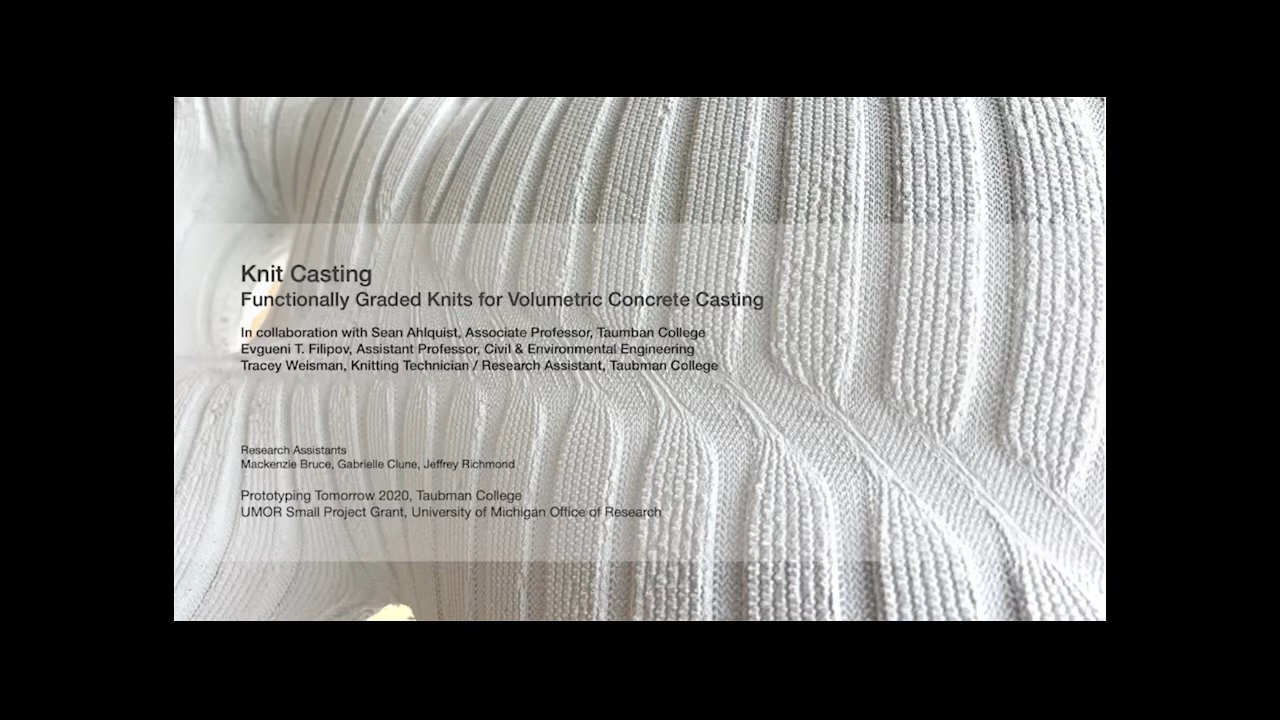 Knit Casting
Functionally Graded Knits for Volumetric Concrete Casting
In collaboration with Sean Ahlquist, Associate Professor, Taumban College
Evgueni T. Filipov, Assistant Professor, Civil & Environmental Engineering
Tracey Weisman, Knitting Technician / Research Assistant, Taubman College
Research Assistants
Mackenzie Bruce, Gabrielle Clune, Jeffrey Richmond
Prototyping Tomorrow 2020, Taubman College
UMOR Small Project Grant, University of Michigan Office of Research